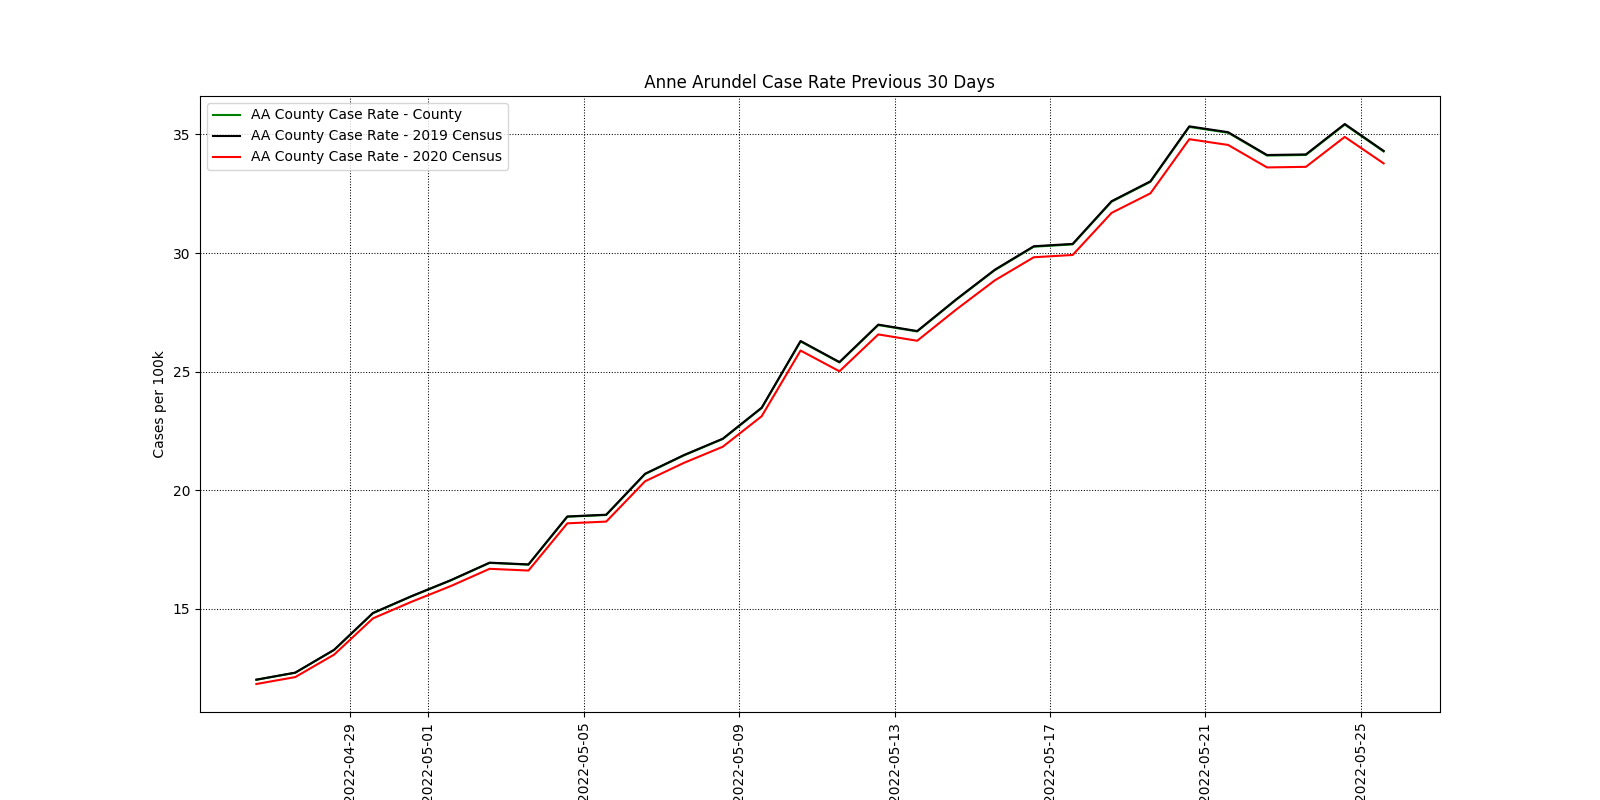 Anne Arundel Case Rate Previous 30 Days
AA County Case Rate - County
AA County Case Rate - 2019 Census
AA County Case Rate - 2020 Census
Cases per 100k
35
30
25
20
15
2022-04-29
2022-05-01
2022-05-05
2022-05-09
2022-05-13
2022-05-17
2022-05-21
2022-05-25